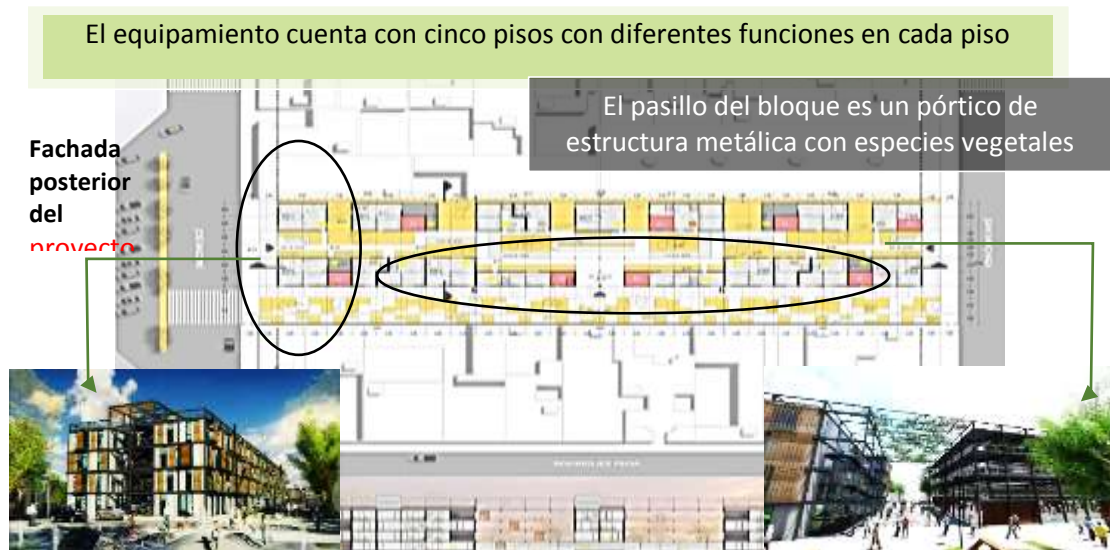 El equipamiento cuenta con cinco pisos con diferentes funciones en cada piso
El pasillo del bloque es un pórtico de
estructura metálica con especies vegetales
Fachada
posterior
del
proyecto